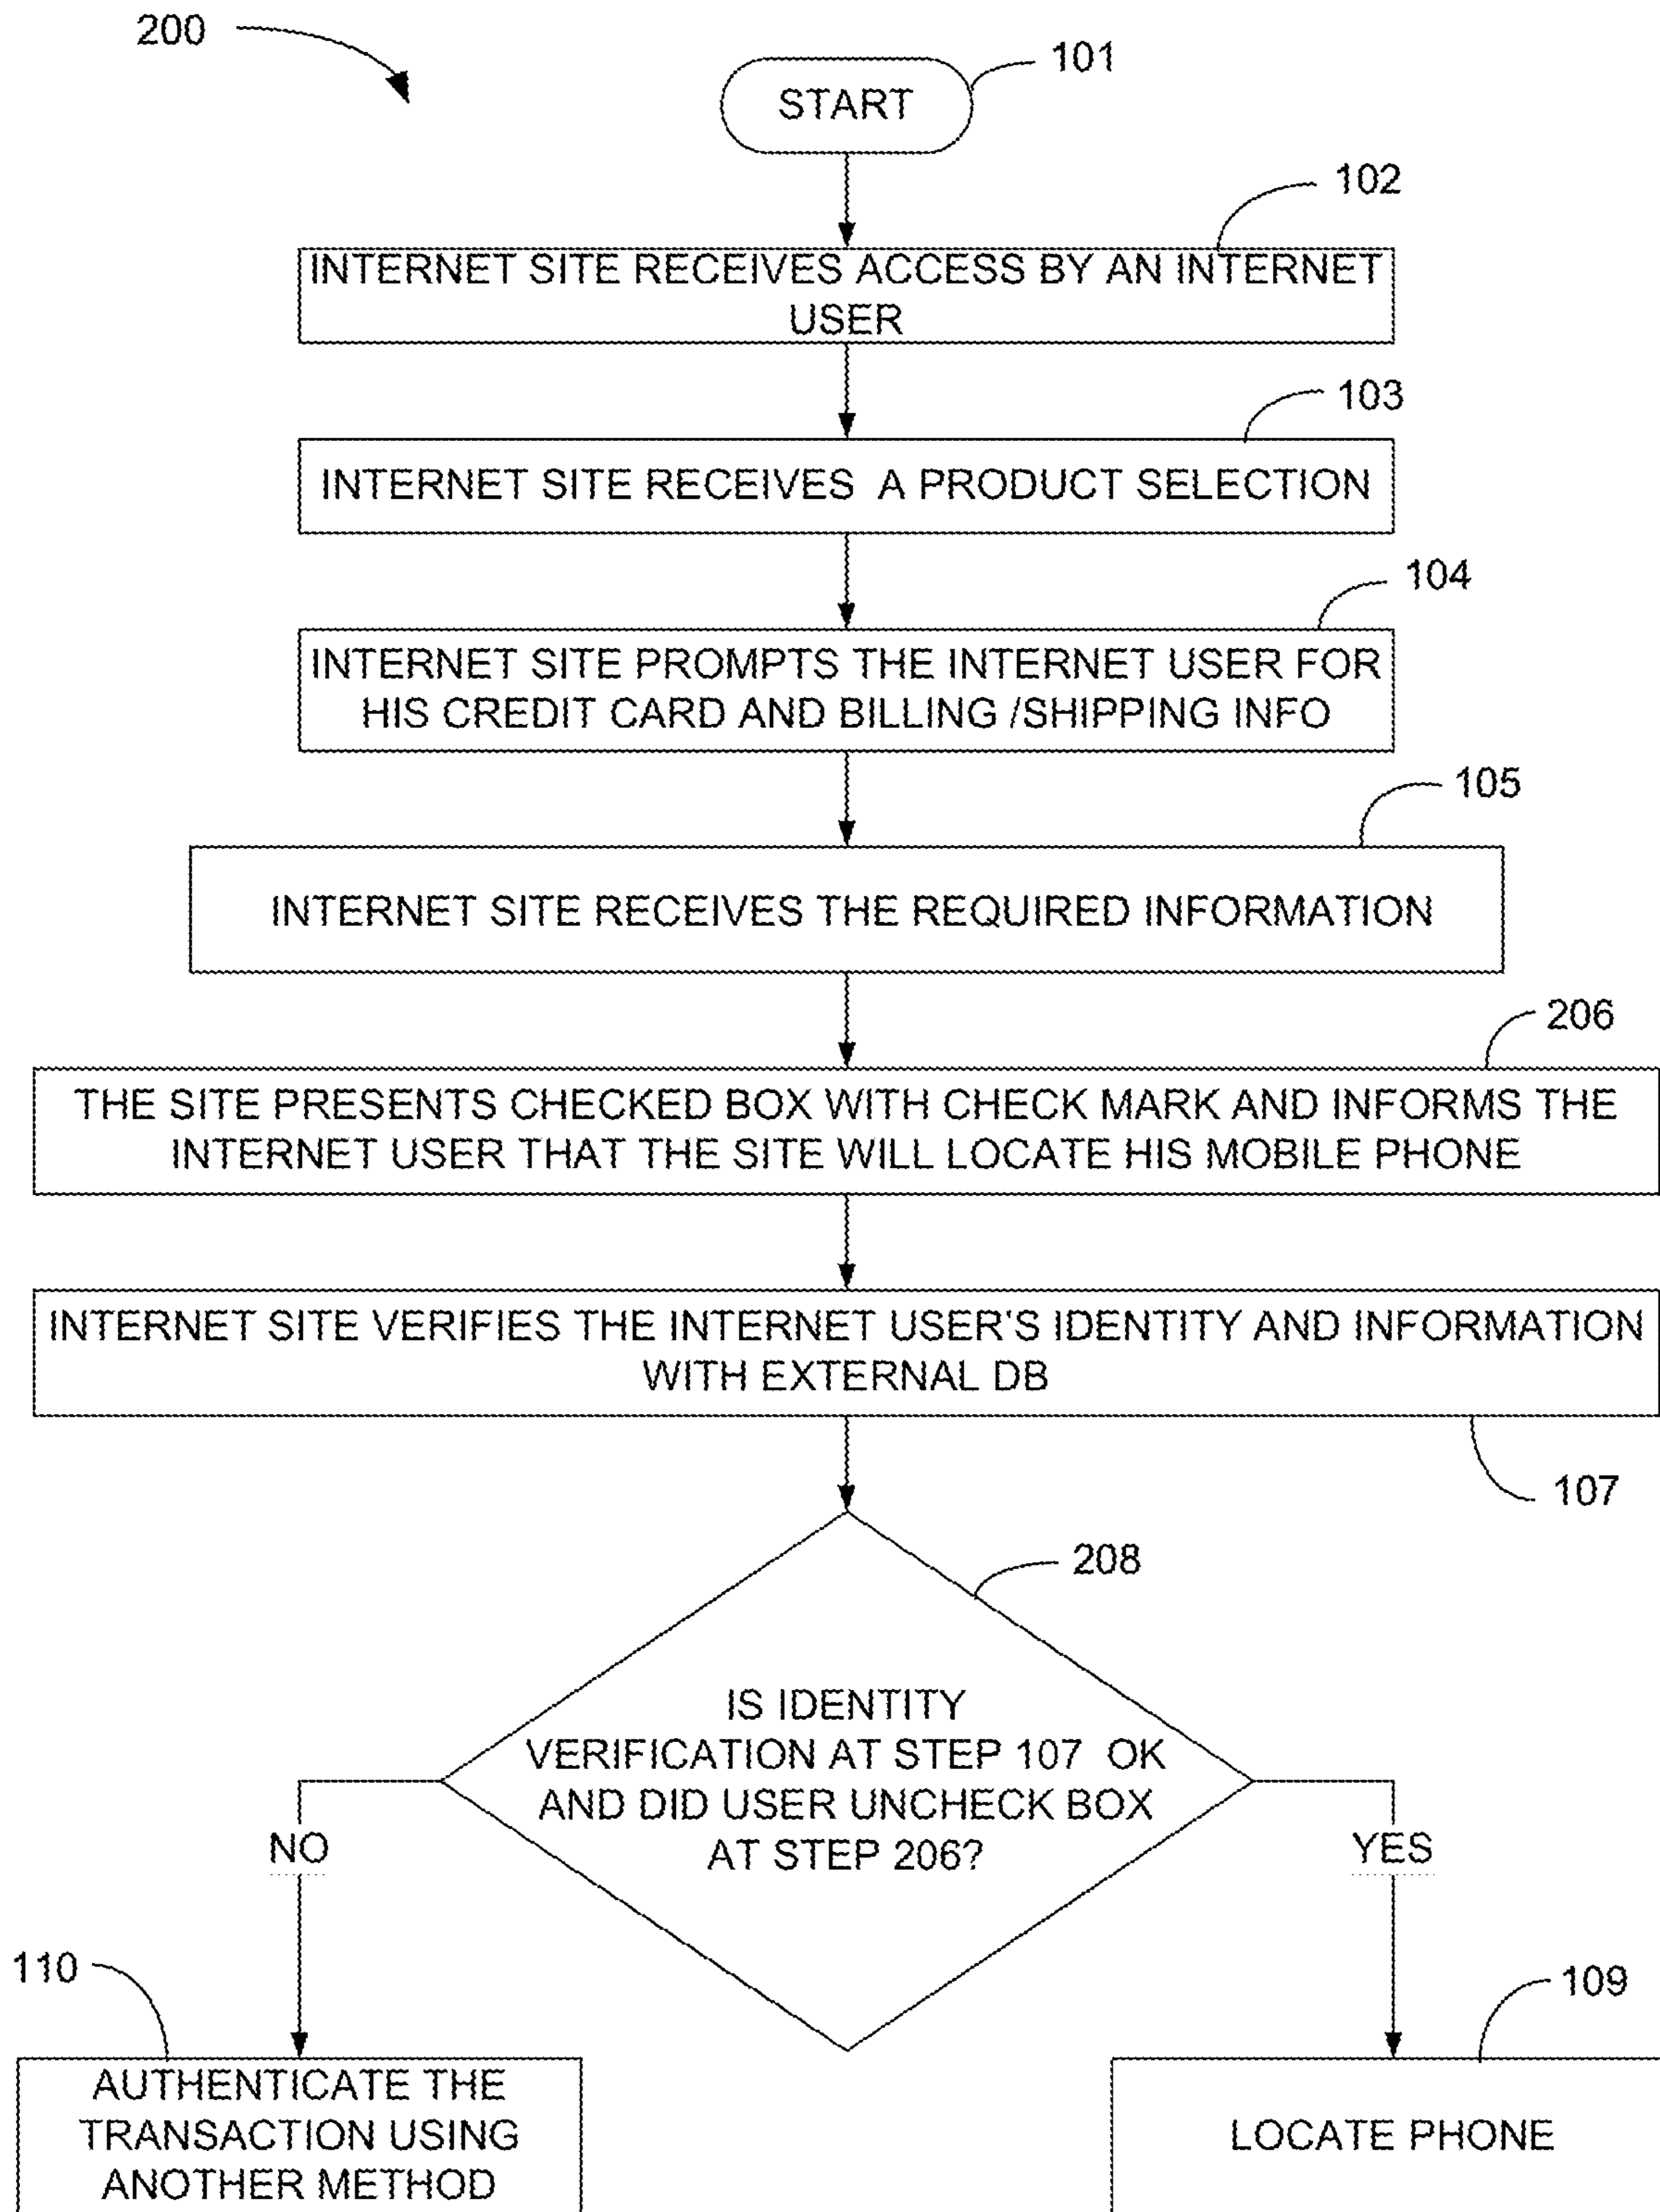 200
101
START
102
INTERNET SITE RECEIVES ACCESS BY AN INTERNET
USER
103
INTERNET SITE RECEIVES A PRODUCT SELECTION
104
INTERNET SITE PROMPTS THE INTERNET USER FOR
HIS CREDIT CARD AND BILLING /SHIPPING INFO
105
INTERNET SITE RECEIVES THE REQUIRED INFORMATION
206
THE SITE PRESENTS CHECKED BOX WITH CHECK MARK AND INFORMS THE
INTERNET USER THAT THE SITE WILL LOCATE HIS MOBILE PHONE
INTERNET SITE VERIFIES THE INTERNET USER'S IDENTITY AND INFORMATION
WITH EXTERNAL DB
107
208
IS IDENTITY
VERIFICATION AT STEP 107 OK
AND DID USER UNCHECK BOX
AT STEP 206?
NO
YES
110
109
AUTHENTICATE THE
TRANSACTION USING
ANOTHER METHOD
LOCATE PHONE